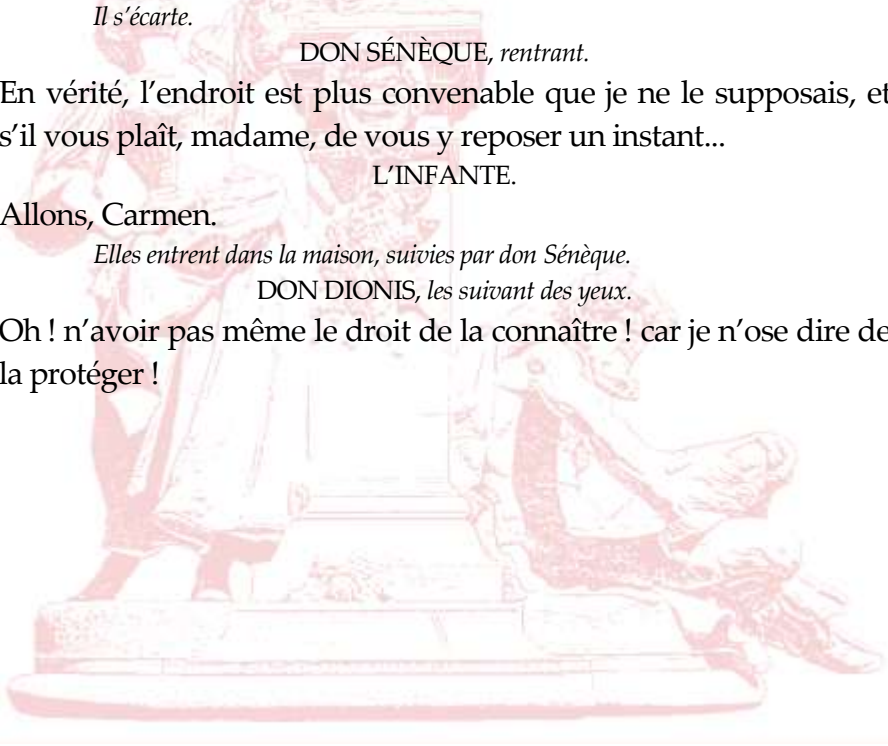 Il s’écarte.
DON SÉNÈQUE, rentrant.
En vérité, l’endroit est plus convenable que je ne le supposais, et
s’il vous plaît, madame, de vous y reposer un instant...
L’INFANTE.
Allons, Carmen.
Elles entrent dans la maison, suivies par don Sénèque.
DON DIONIS, les suivant des yeux.
Oh ! n’avoir pas même le droit de la connaître ! car je n’ose dire de
la protéger !